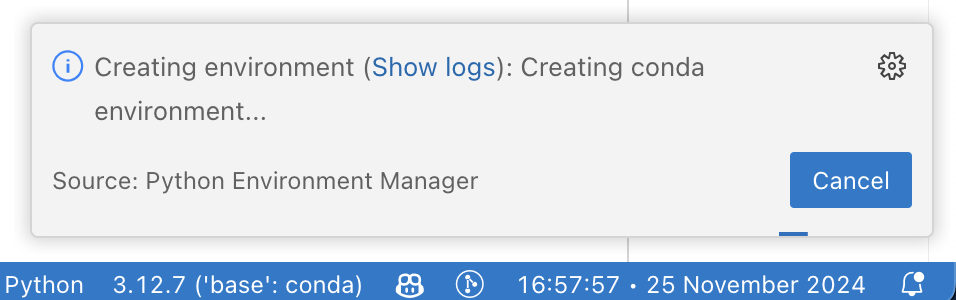 Creating environment (Show logs): Creating conda
environment...
Source: Python Environment Manager
Cancel
Python 3.12.7 ('base': conda) 16:57:57 • 25 November 2024